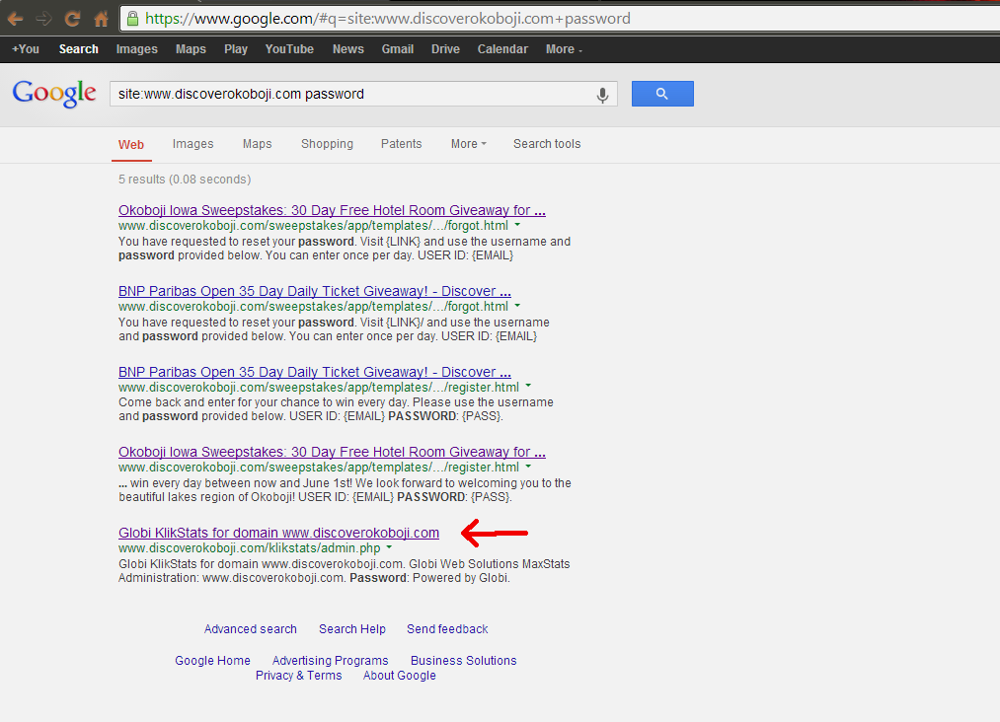 https://www.google.com/#q=site:www.discoverokoboji.com+password
+You Search Images Maps Play YouTube News Gmail Drive Calendar More
Google site:www.discoverokoboji.com password
Web Images Maps Shopping Patents More Search tools
5 results (0.08 seconds)
Okoboji Iowa Sweepstakes: 30 Day Free Hotel Room Giveaway for ...
www.discoverokoboji.com/sweepstakes/app/templates/.../forgot.html
You have requested to reset your password. Visit {LINK} and use the username and
password provided below. You can enter once per day. USER ID: {EMAIL}
BNP Paribas Open 35 Day Daily Ticket Giveaway! - Discover ...
www.discoverokoboji.com/sweepstakes/app/templates/.../forgot.html
You have requested to reset your password. Visit {LINK}/ and use the username
and password provided below. You can enter once per day. USER ID: {EMAIL}
BNP Paribas Open 35 Day Daily Ticket Giveaway! - Discover ...
www.discoverokoboji.com/sweepstakes/app/templates/.../register.html
Come back and enter for your chance to win every day. Please use the username
and password provided below. USER ID: {EMAIL} PASSWORD: {PASS}.
Okoboji Iowa Sweepstakes: 30 Day Free Hotel Room Giveaway for ...
www.discoverokoboji.com/sweepstakes/app/templates/.../register.html
... win every day between now and June 1st! We look forward to welcoming you to the
beautiful lakes region of Okoboji! USER ID: {EMAIL} PASSWORD: {PASS}.
Globi KlikStats for domain www.discoverokoboji.com
www.discoverokoboji.com/klikstats/admin.php
Globi KlikStats for domain www.discoverokoboji.com. Globi Web Solutions MaxStats
Administration: www.discoverokoboji.com. Password: Powered by Globi.
Advanced search Search Help Send feedback
Google Home Advertising Programs Business Solutions
Privacy & Terms About Google